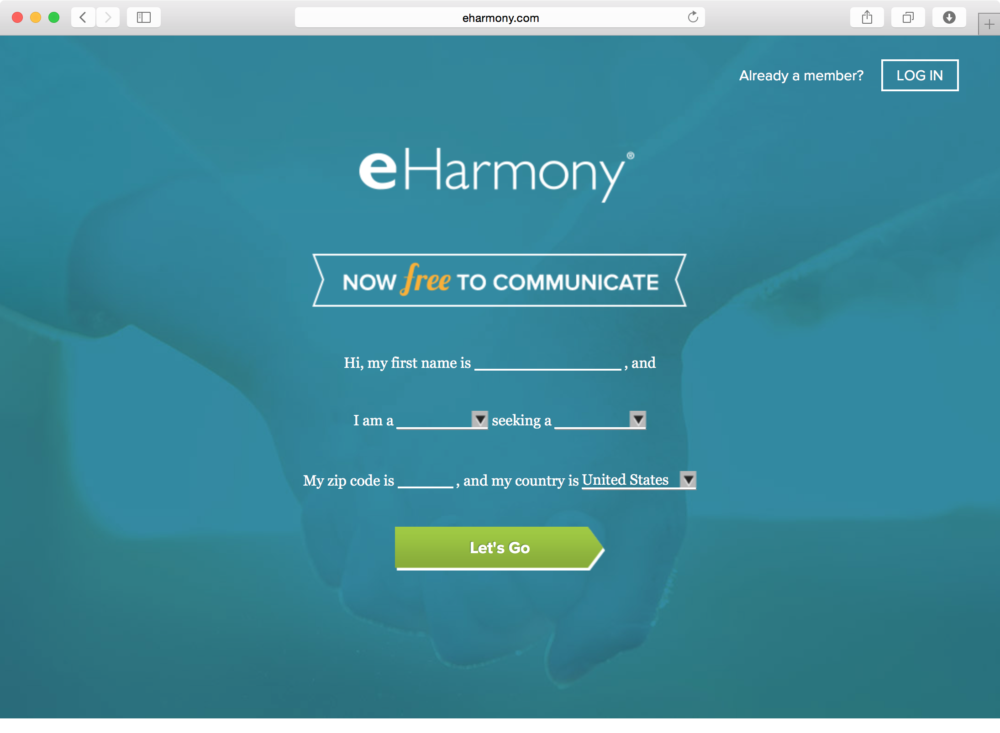 eharmony.com
Already a member? LOG IN
eHarmony®
NOW free TO COMMUNICATE
Hi, my first name is , and
I am a seeking a
My zip code is , and my country is United States
Let's Go